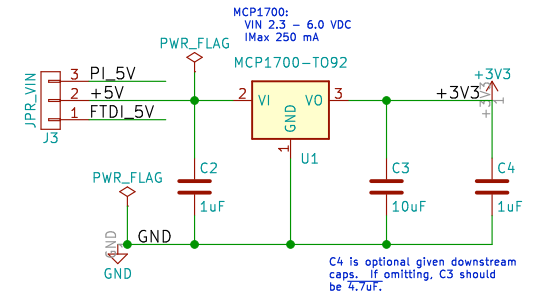 MCP1700:
VIN 2.3 - 6.0 VDC
IMax 250 mA
PWR_FLAG
MCP1700-TO92
+3V3
JPR_VIN
3 PI_5V
2 +5V
1 FTDI_5V
J3
2 VI VO 3
GND
1
U1
+3V3
+3V3
1
C2
1uF
C3
10uF
C4
1uF
PWR_FLAG
GND
GND
GND
C4 is optional given downstream
caps. If omitting, C3 should
be 4.7uF.